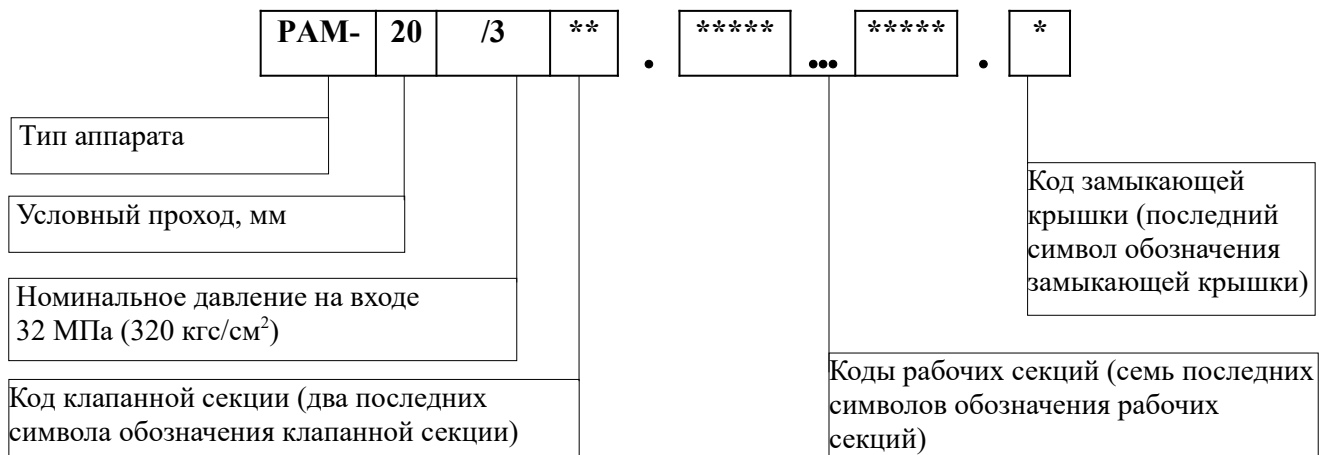 РАМ- 20 /3 ** . ***** ... ***** . *
Тип аппарата
Условный проход, мм
Номинальное давление на входе
32 МПа (320 кгс/см²)
Код клапанной секции (два последних
символа обозначения клапанной секции)
Код замыкающей
крышки (последний
символ обозначения
замыкающей крышки)
Коды рабочих секций (семь последних
символов обозначения рабочих
секций)